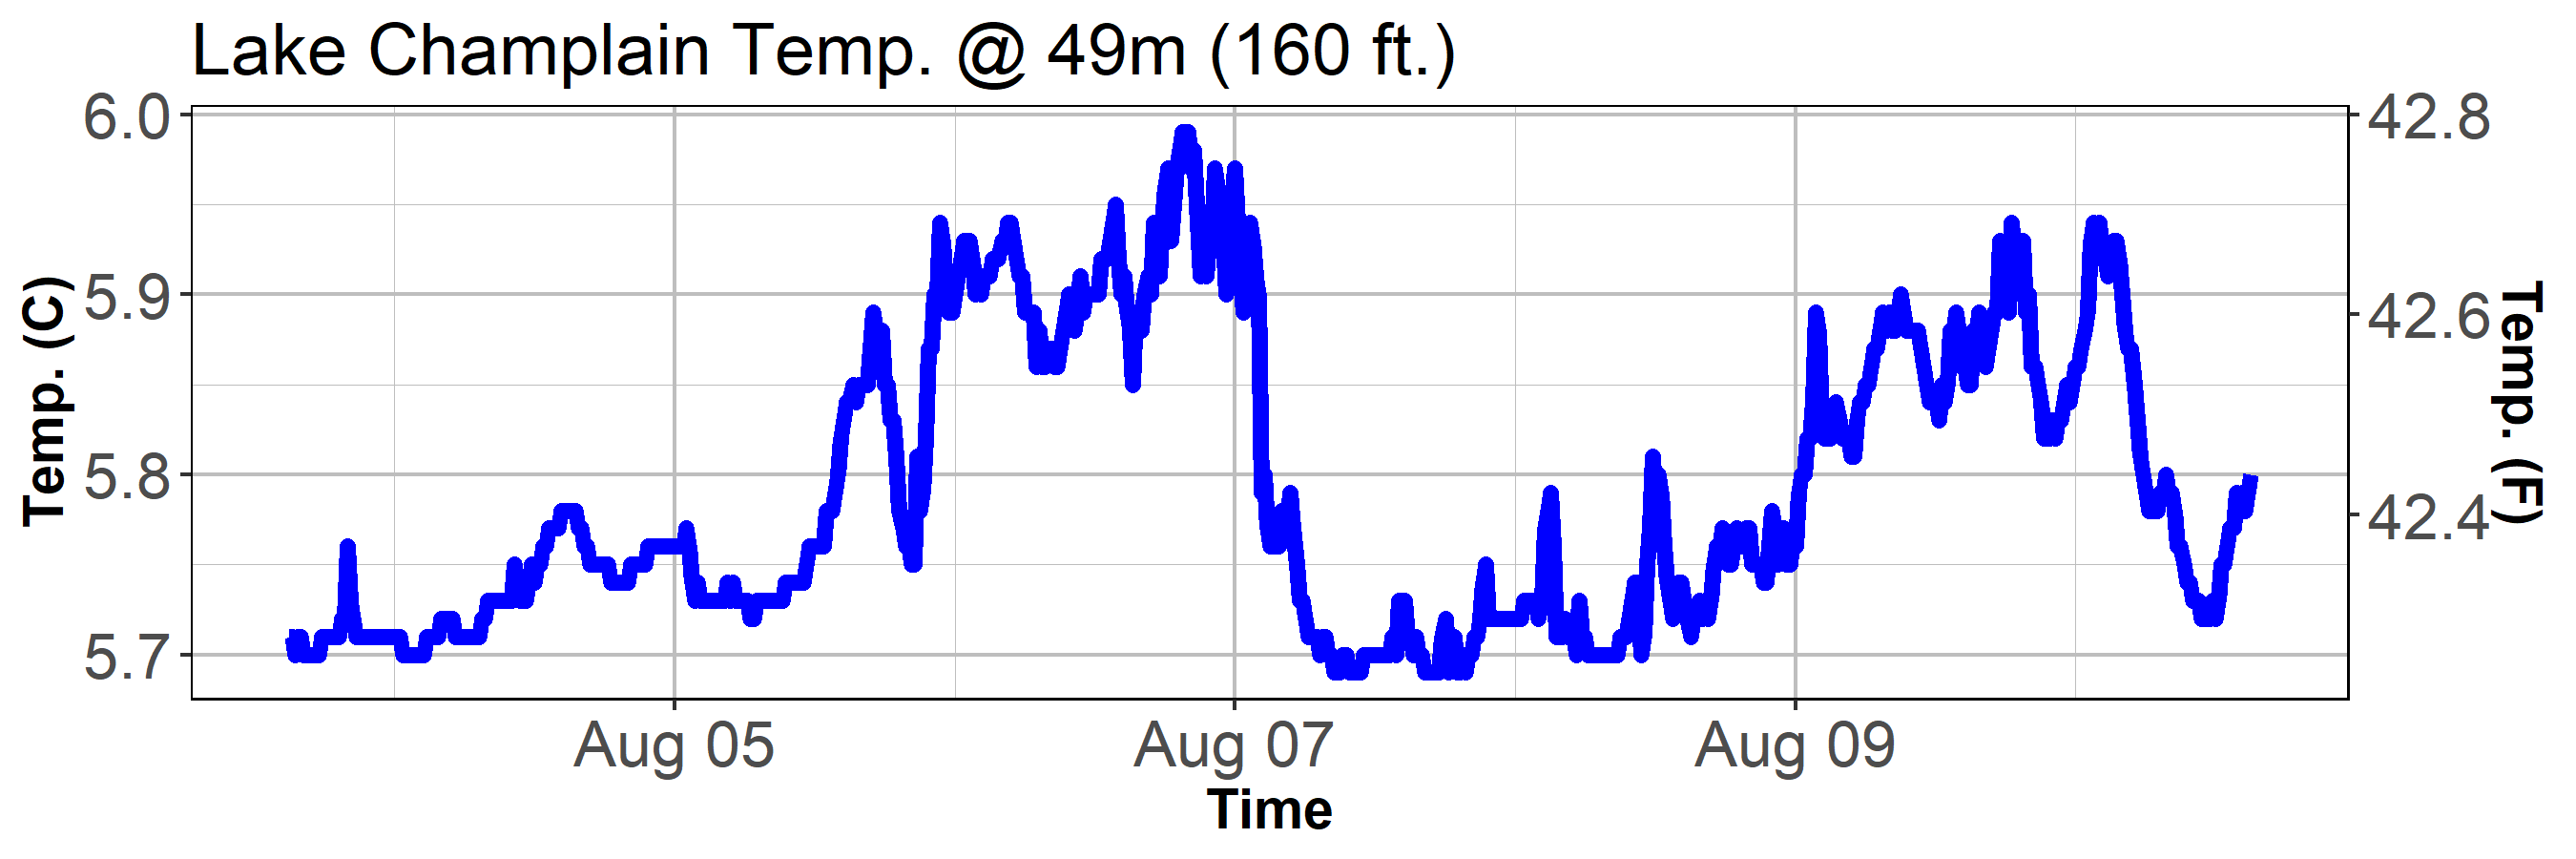 Lake Champlain Temp. @ 49m (160 ft.)
6.0
5.9
5.8
5.7
Temp. (C)
42.8
42.6
42.4
Temp. (F)
Aug 05
Aug 07
Aug 09
Time